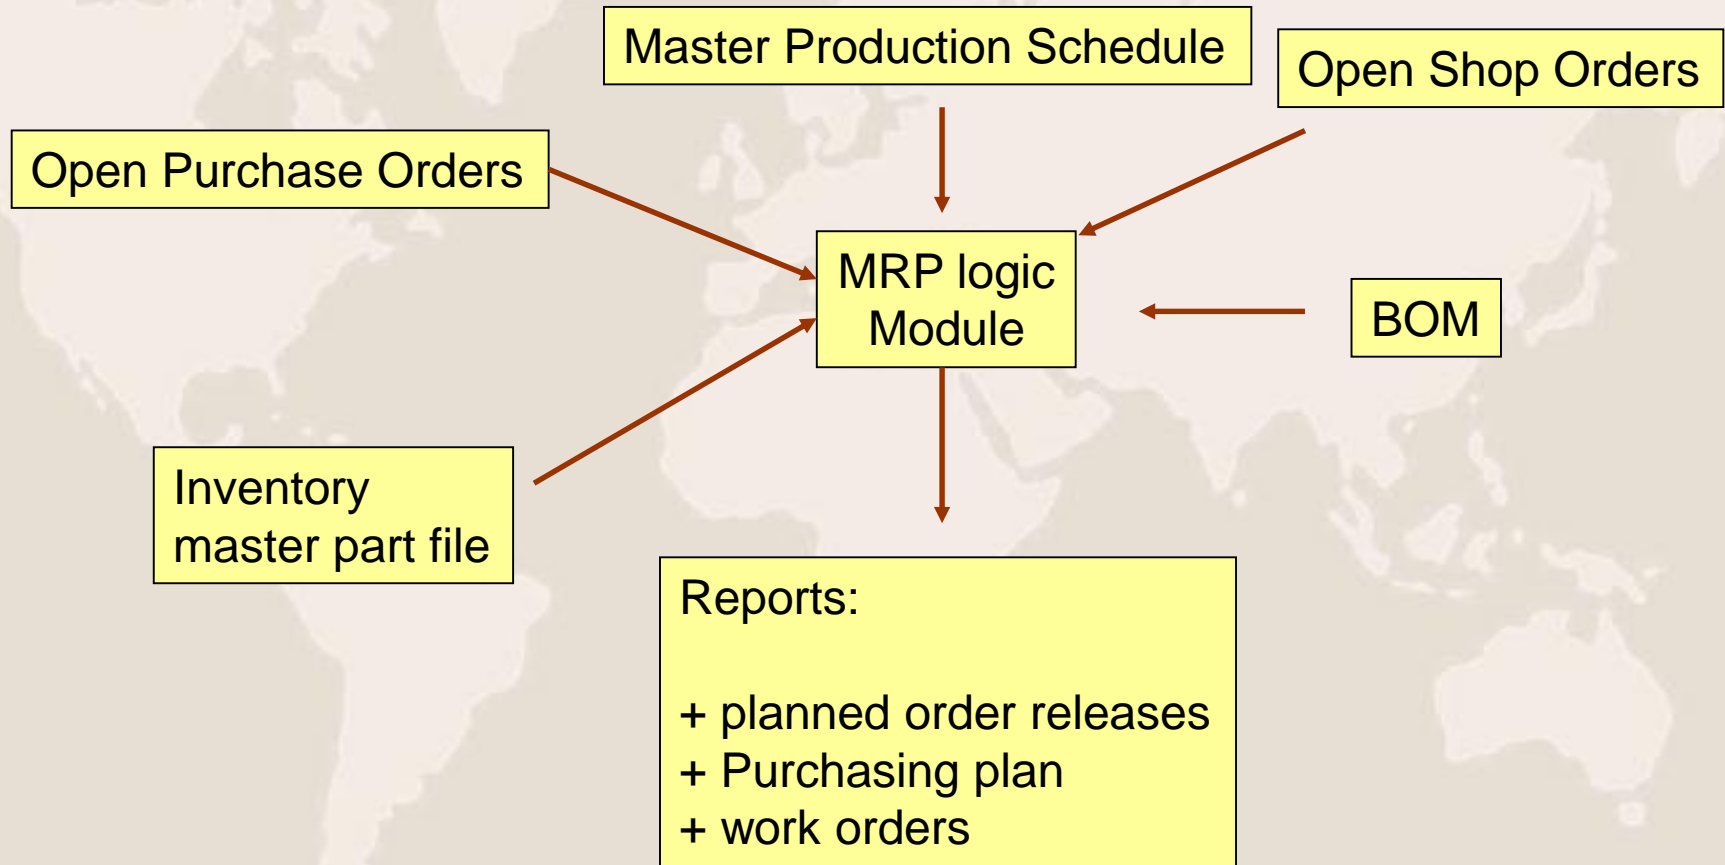 Master Production Schedule
Open Shop Orders
Open Purchase Orders
MRP logic
Module
BOM
Inventory
master part file
Reports:
+ planned order releases
+ Purchasing plan
+ work orders